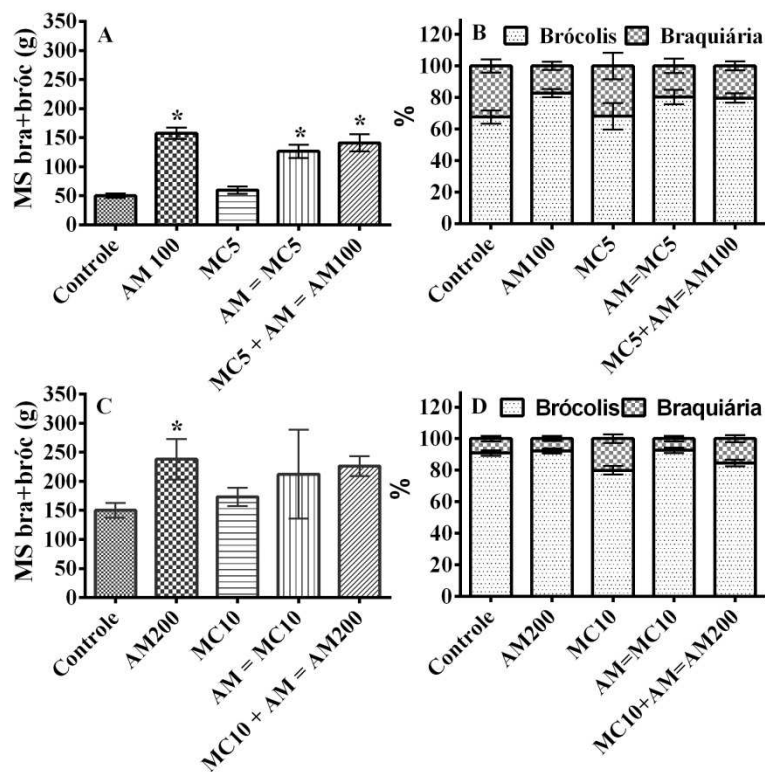 A
MS bra+bróc (g)
350
300
250
200
150
100
50
0
*
*
*
Controle
AM 100
MC5
AM = MC5
MC5 + AM = AM100
B
Brócolis
Braquiária
%
120
100
80
60
40
20
0
Controle
AM100
MC5
AM=MC5
MC5+AM=AM100
C
MS bra+bróc (g)
350
300
250
200
150
100
50
0
*
Controle
AM200
MC10
AM = MC10
MC10 + AM = AM200
D
Brócolis
Braquiária
%
120
100
80
60
40
20
0
Controle
AM200
MC10
AM=MC10
MC10+AM=AM200